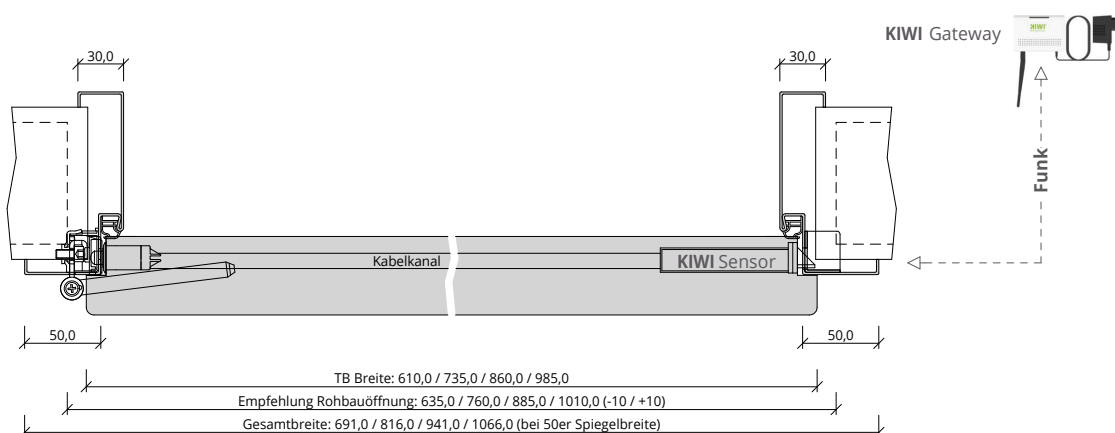 KIWI Gateway
KIWI
30,0
30,0
Funk
Kabelkanal
KIWI Sensor
50,0
50,0
TB Breite: 610,0 / 735,0 / 860,0 / 985,0
Empfehlung Rohbauöffnung: 635,0 / 760,0 / 885,0 / 1010,0 (-10 / +10)
Gesamtbreite: 691,0 / 816,0 / 941,0 / 1066,0 (bei 50er Spiegelbreite)